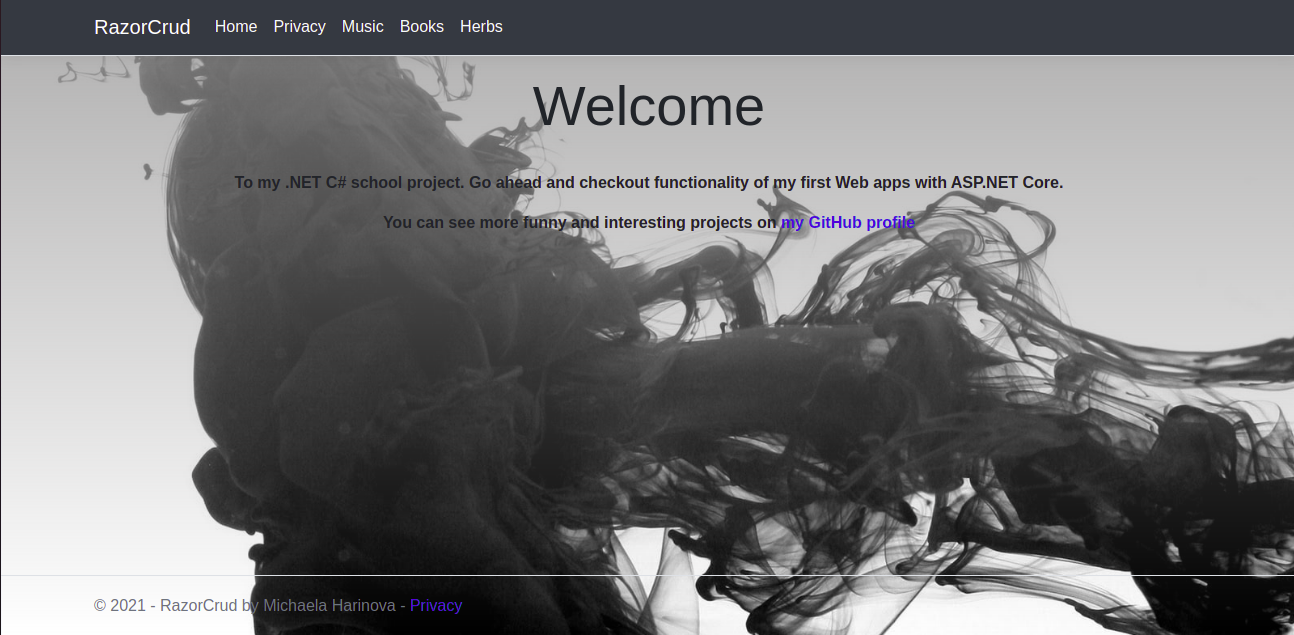 RazorCrud Home Privacy Music Books Herbs
Welcome
To my .NET C# school project. Go ahead and checkout functionality of my first Web apps with ASP.NET Core.
You can see more funny and interesting projects on my GitHub profile
© 2021 - RazorCrud by Michaela Harinova - Privacy